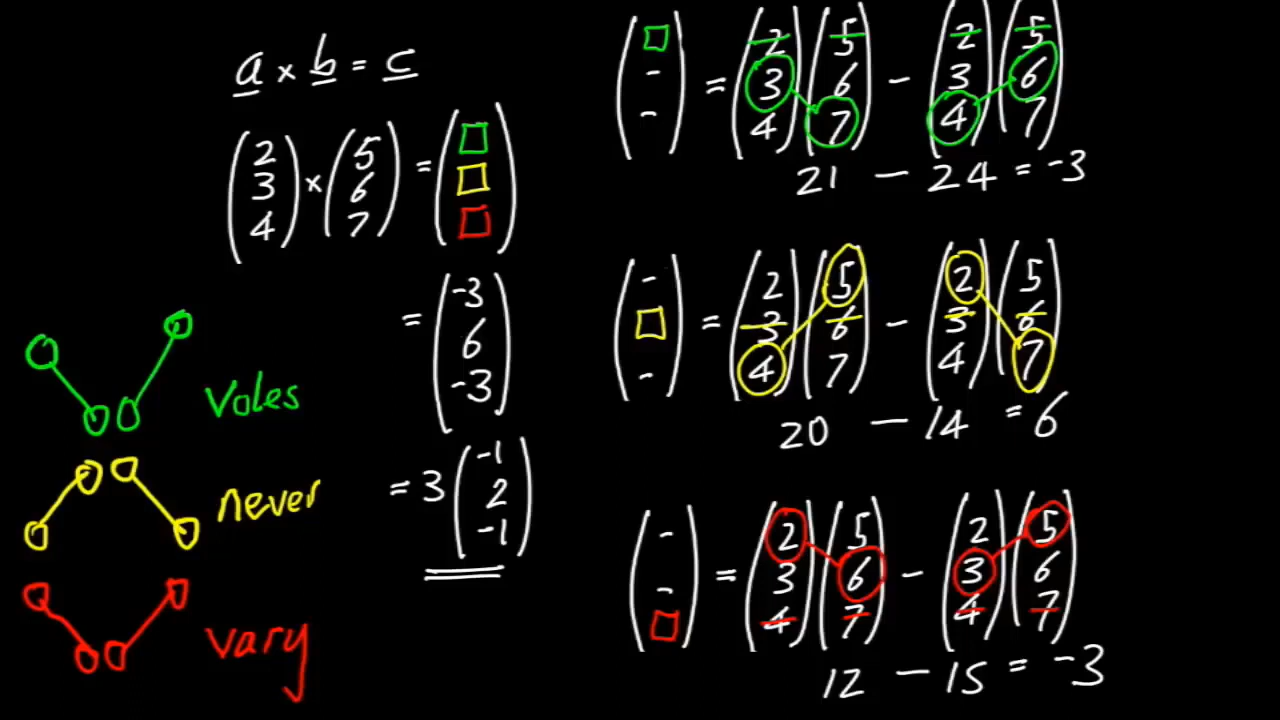 a × b = c
(2 3 4) × (5 6 7) = (□ □ □)
= (-3 6 -3)
= 3 (-1 2 -1)
voles
never
vary
(□ - -) = (2 3 4) (5 6 7) - (2 3 4) (5 6 7)
21 - 24 = -3
(- □ -) = (2 3 4) (5 6 7) - (2 3 4) (5 6 7)
20 - 14 = 6
(- - □) = (2 3 4) (5 6 7) - (2 3 4) (5 6 7)
12 - 15 = -3